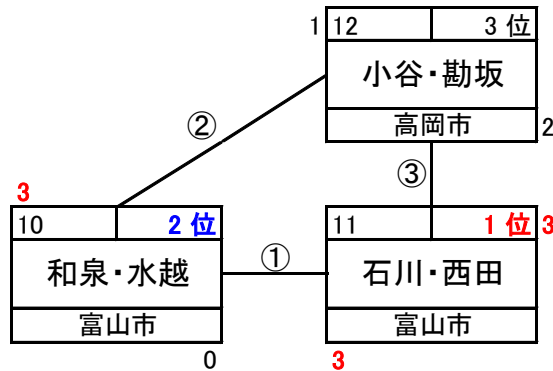 1 12 3 位
小谷・勘坂
高岡市 2
②
③
3
10 2 位
和泉・水越
富山市
0
①
11 1 位 3
石川・西田
富山市
3